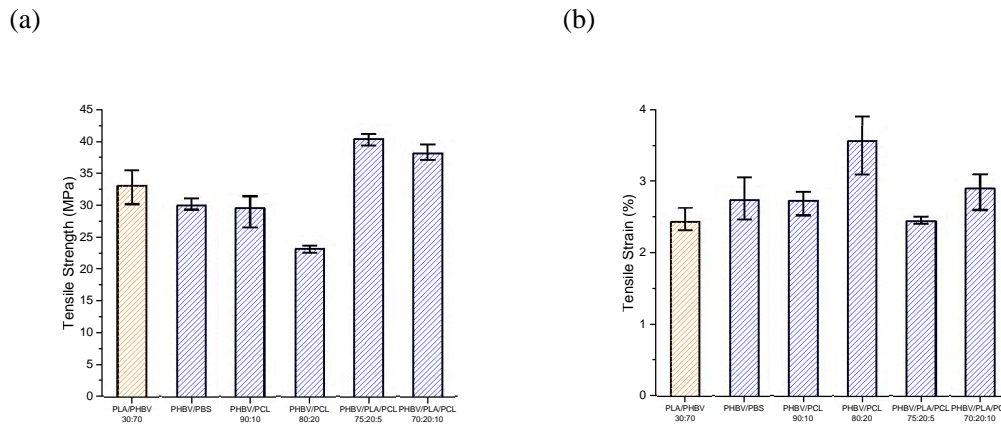 (a)
(b)
Tensile Strength (MPa)
45
40
35
30
25
20
15
10
5
0
PLA/PHBV
30:70
PHBV/PBS
PHBV/PCL
90:10
PHBV/PCL
80:20
PHBV/PLA/PCL
75:20:5
PHBV/PLA/PCL
70:20:10
Tensile Strain (%)
4
3
2
1
0
PLA/PHBV
30:70
PHBV/PBS
PHBV/PCL
90:10
PHBV/PCL
80:20
PHBV/PLA/PCL
75:20:5
PHBV/PLA/PC
70:20:10